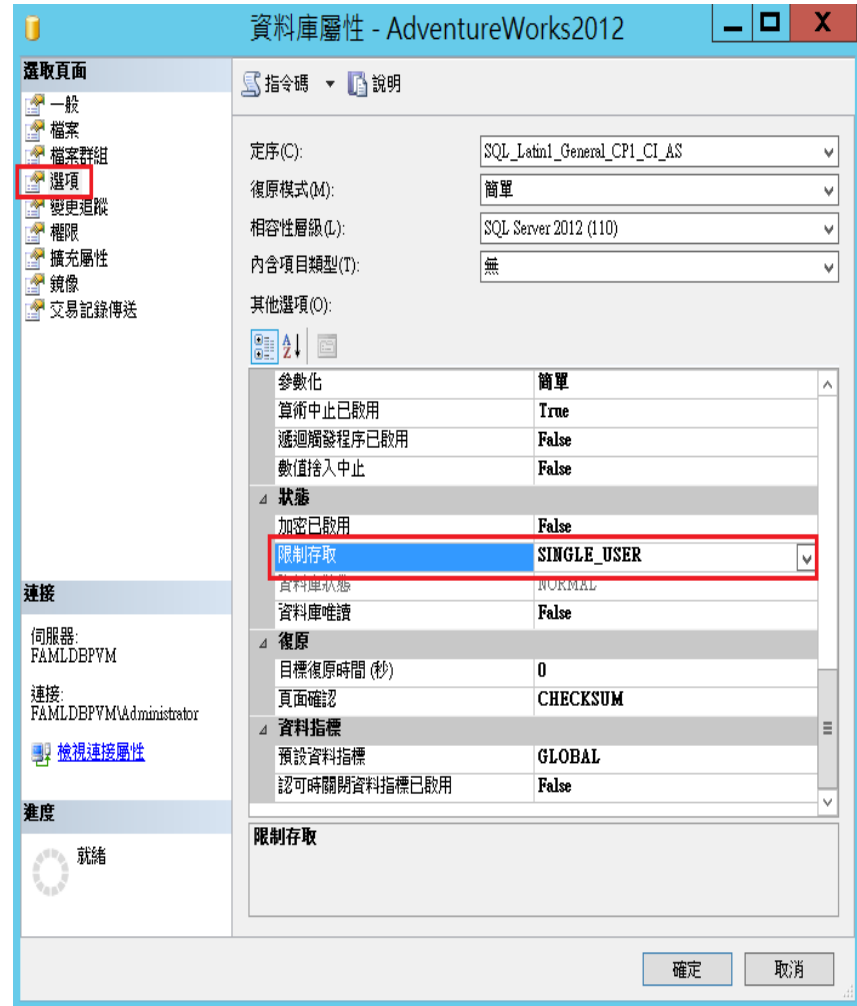 資料庫屬性 - AdventureWorks2012
選取頁面
一般
檔案
檔案群組
選項
變更追蹤
權限
擴充屬性
鏡像
交易記錄傳送
指令碼 說明
定序(C): SQL_Latin1_General_CP1_CI_AS
復原模式(M): 簡單
相容性層級(L): SQL Server 2012 (110)
內含項目類型(T): 無
其他選項(O):
參數化 簡單
算術中止已啟用 True
遞迴觸發程序已啟用 False
數值捨入中止 False
狀態
加密已啟用 False
限制存取 SINGLE_USER
資料庫狀態 NORMAL
資料庫唯讀 False
復原
目標復原時間 (秒) 0
頁面確認 CHECKSUM
資料指標
預設資料指標 GLOBAL
認可時關閉資料指標已啟用 False
限制存取
連接
伺服器:
FAMLDBPVM
連接:
FAMLDBPVM\Administrator
檢視連接屬性
進度
就緒
確定 取消